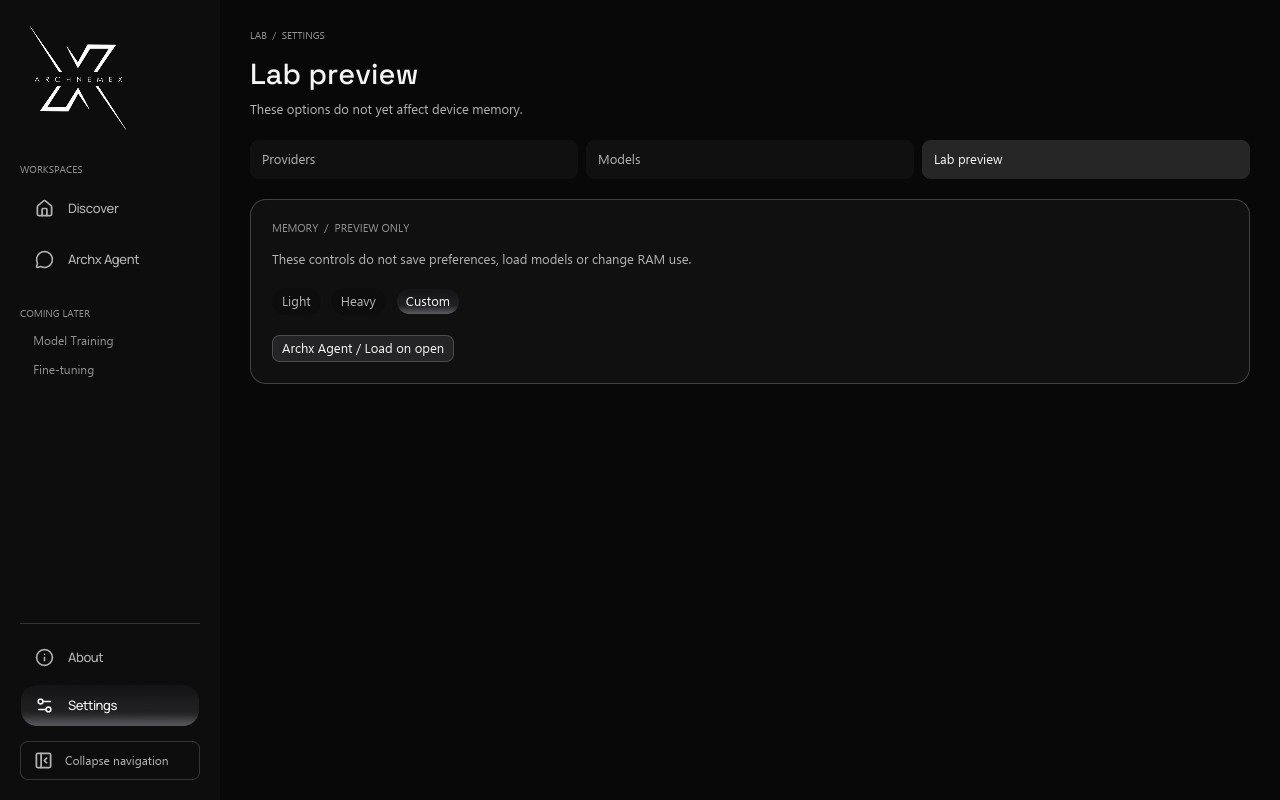 ARCHNEMEX
WORKSPACES
Discover
Archx Agent
COMING LATER
Model Training
Fine-tuning
About
Settings
Collapse navigation
LAB / SETTINGS
Lab preview
These options do not yet affect device memory.
Providers
Models
Lab preview
MEMORY / PREVIEW ONLY
These controls do not save preferences, load models or change RAM use.
Light
Heavy
Custom
Archx Agent / Load on open